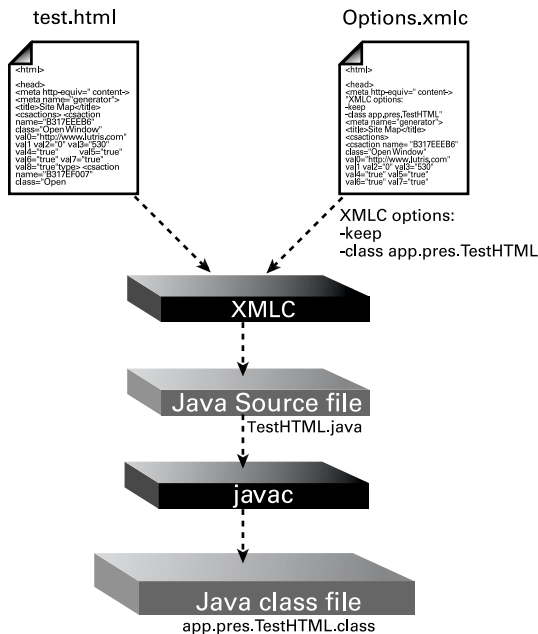 test.html
<html>
<head>
<meta http-equiv=" content->
<meta name="generator">
<title>Site Map</title>
<csactions> <csaction
name="B317EEEB6"
class="Open Window"
val0="http://www.lutris.com"
val1 val2="0" val3="530"
val4="true" val5="true"
val6="true" val7="true"
val8="true"type> <csaction
name="B317EF007"
class="Open
Options.xmlc
<html>
<head>
<meta http-equiv=" content->
"XMLC options:
-keep
-class app.pres.TestHTML"
<meta name="generator">
<title>Site Map</title>
<csactions>
<csaction name="B317EEEB6"
class="Open Window"
val0="http://www.lutris.com"
val1 val2="0" val3="530"
val4="true" val5="true"
val6="true" val7="true"
XMLC options:
-keep
-class app.pres.TestHTML
XMLC
Java Source file
TestHTML.java
javac
Java class file
app.pres.TestHTML.class